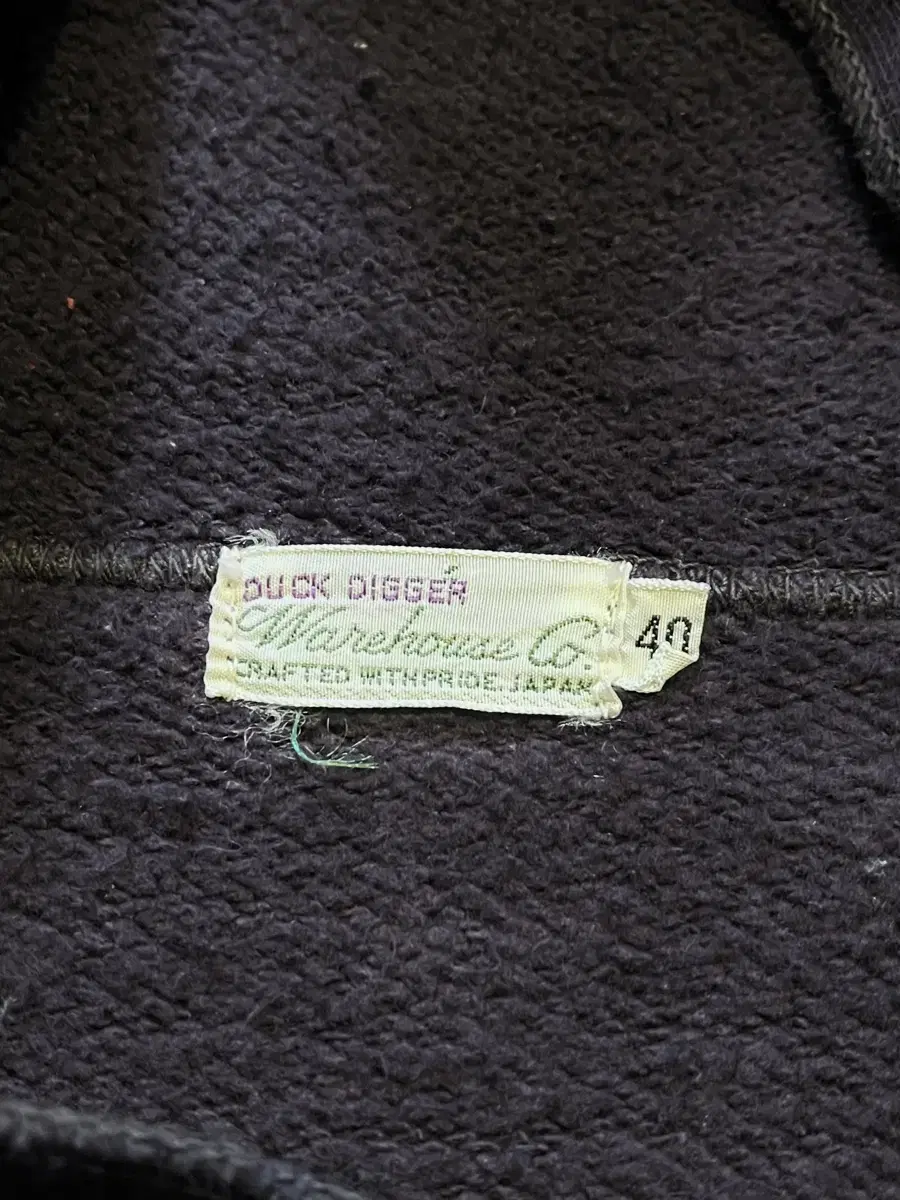 DUCK DIGGER
Warehouse Co.
CRAFTED WITH PRIDE. JAPAN
40